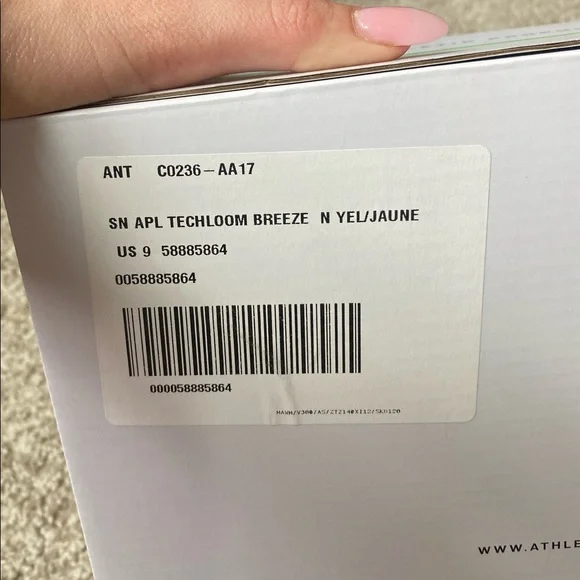 ANT C0236-AA17
SN APL TECHLOOM BREEZE N YEL/JAUNE
US 9 58885864
0058885864
000058885864
WWW.ATHLE